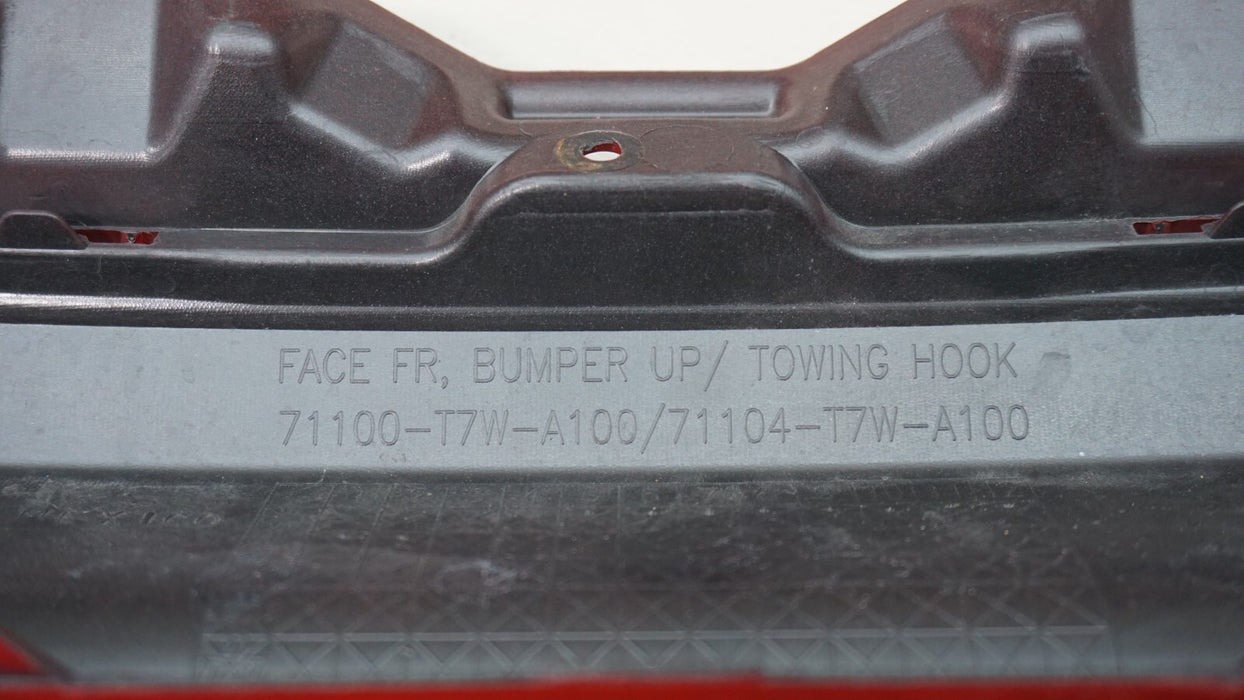 FACE FR, BUMPER UP/ TOWING HOOK
71100-T7W-A100/71104-T7W-A100